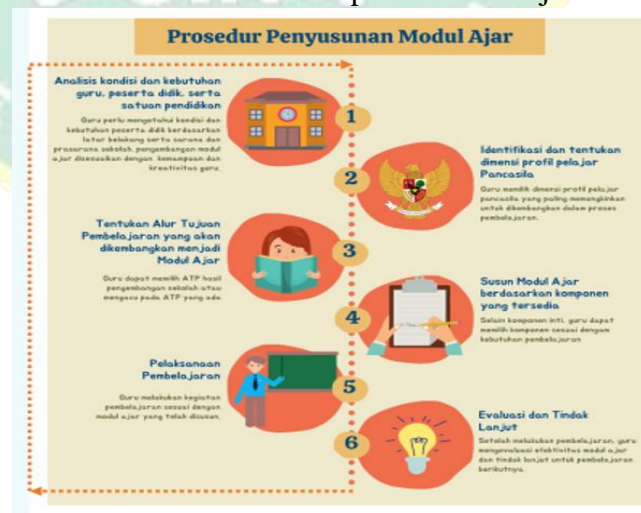 Prosedur Penyusunan Modul Ajar
Analisis kondisi dan kebutuhan
guru, peserta didik, serta
satuan pendidikan
Guru perlu mengetahui kondisi dan
kebutuhan peserta didik berdasarkan
latar belakang serta sarana dan
prasarana sekolah, pengembangan modul
ajar disesuaikan dengan kemampuan dan
kreativitas guru.
1
Identifikasi dan tentukan
dimensi profil pelajar
Pancasila
Guru memilih dimensi profil pelajar
pancasila yang paling memungkinkan
untuk dikembangkan dalam proses
pembelajaran.
2
Tentukan Alur Tujuan
Pembelajaran yang akan
dikembangkan menjadi
Modul Ajar
Guru dapat memilih ATP hasil
pengembangan sekolah atau
mengacu pada ATP yang ada
3
Susun Modul Ajar
berdasarkan komponen
yang tersedia
Selain komponen inti, guru dapat
memilih komponen sesuai dengam
kebutuhan pembelajaran
4
Pelaksanaan
Pembelajaran
Guru melakukan kegiatan
pembelajaran sesuai dengan
modul ajar yang telah disusun.
5
Evaluasi dan Tindak
Lanjut
Setelah melakukan pembelajaran, guru
mengevaluasi efektivitas modul ajar
dan tindak lanjut untuk pembelajaran
berikutnya.
6